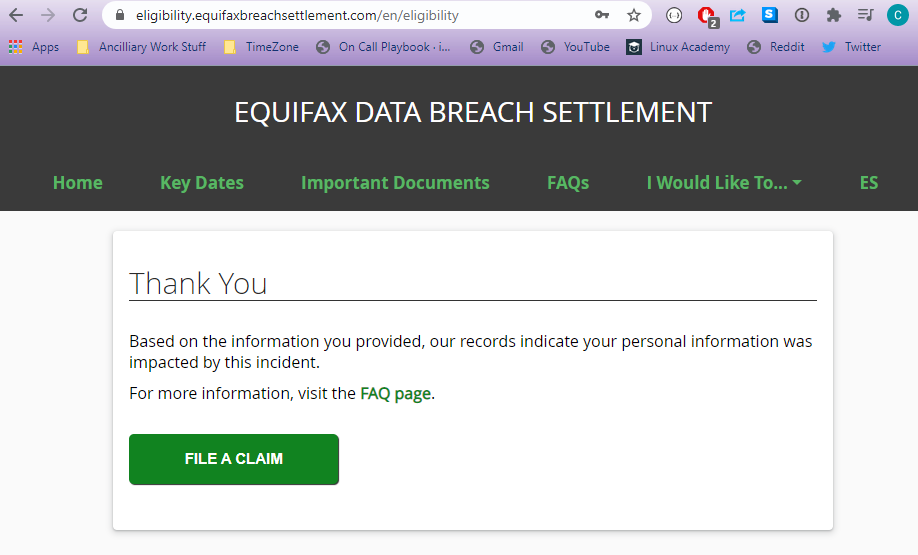 eligibility.equifaxbreachsettlement.com/en/eligibility
2
S
C
Apps Ancilliary Work Stuff TimeZone On Call Playbook · i... Gmail YouTube Linux Academy Reddit Twitter
EQUIFAX DATA BREACH SETTLEMENT
Home Key Dates Important Documents FAQs I Would Like To... ES
Thank You
Based on the information you provided, our records indicate your personal information was
impacted by this incident.
For more information, visit the FAQ page.
FILE A CLAIM